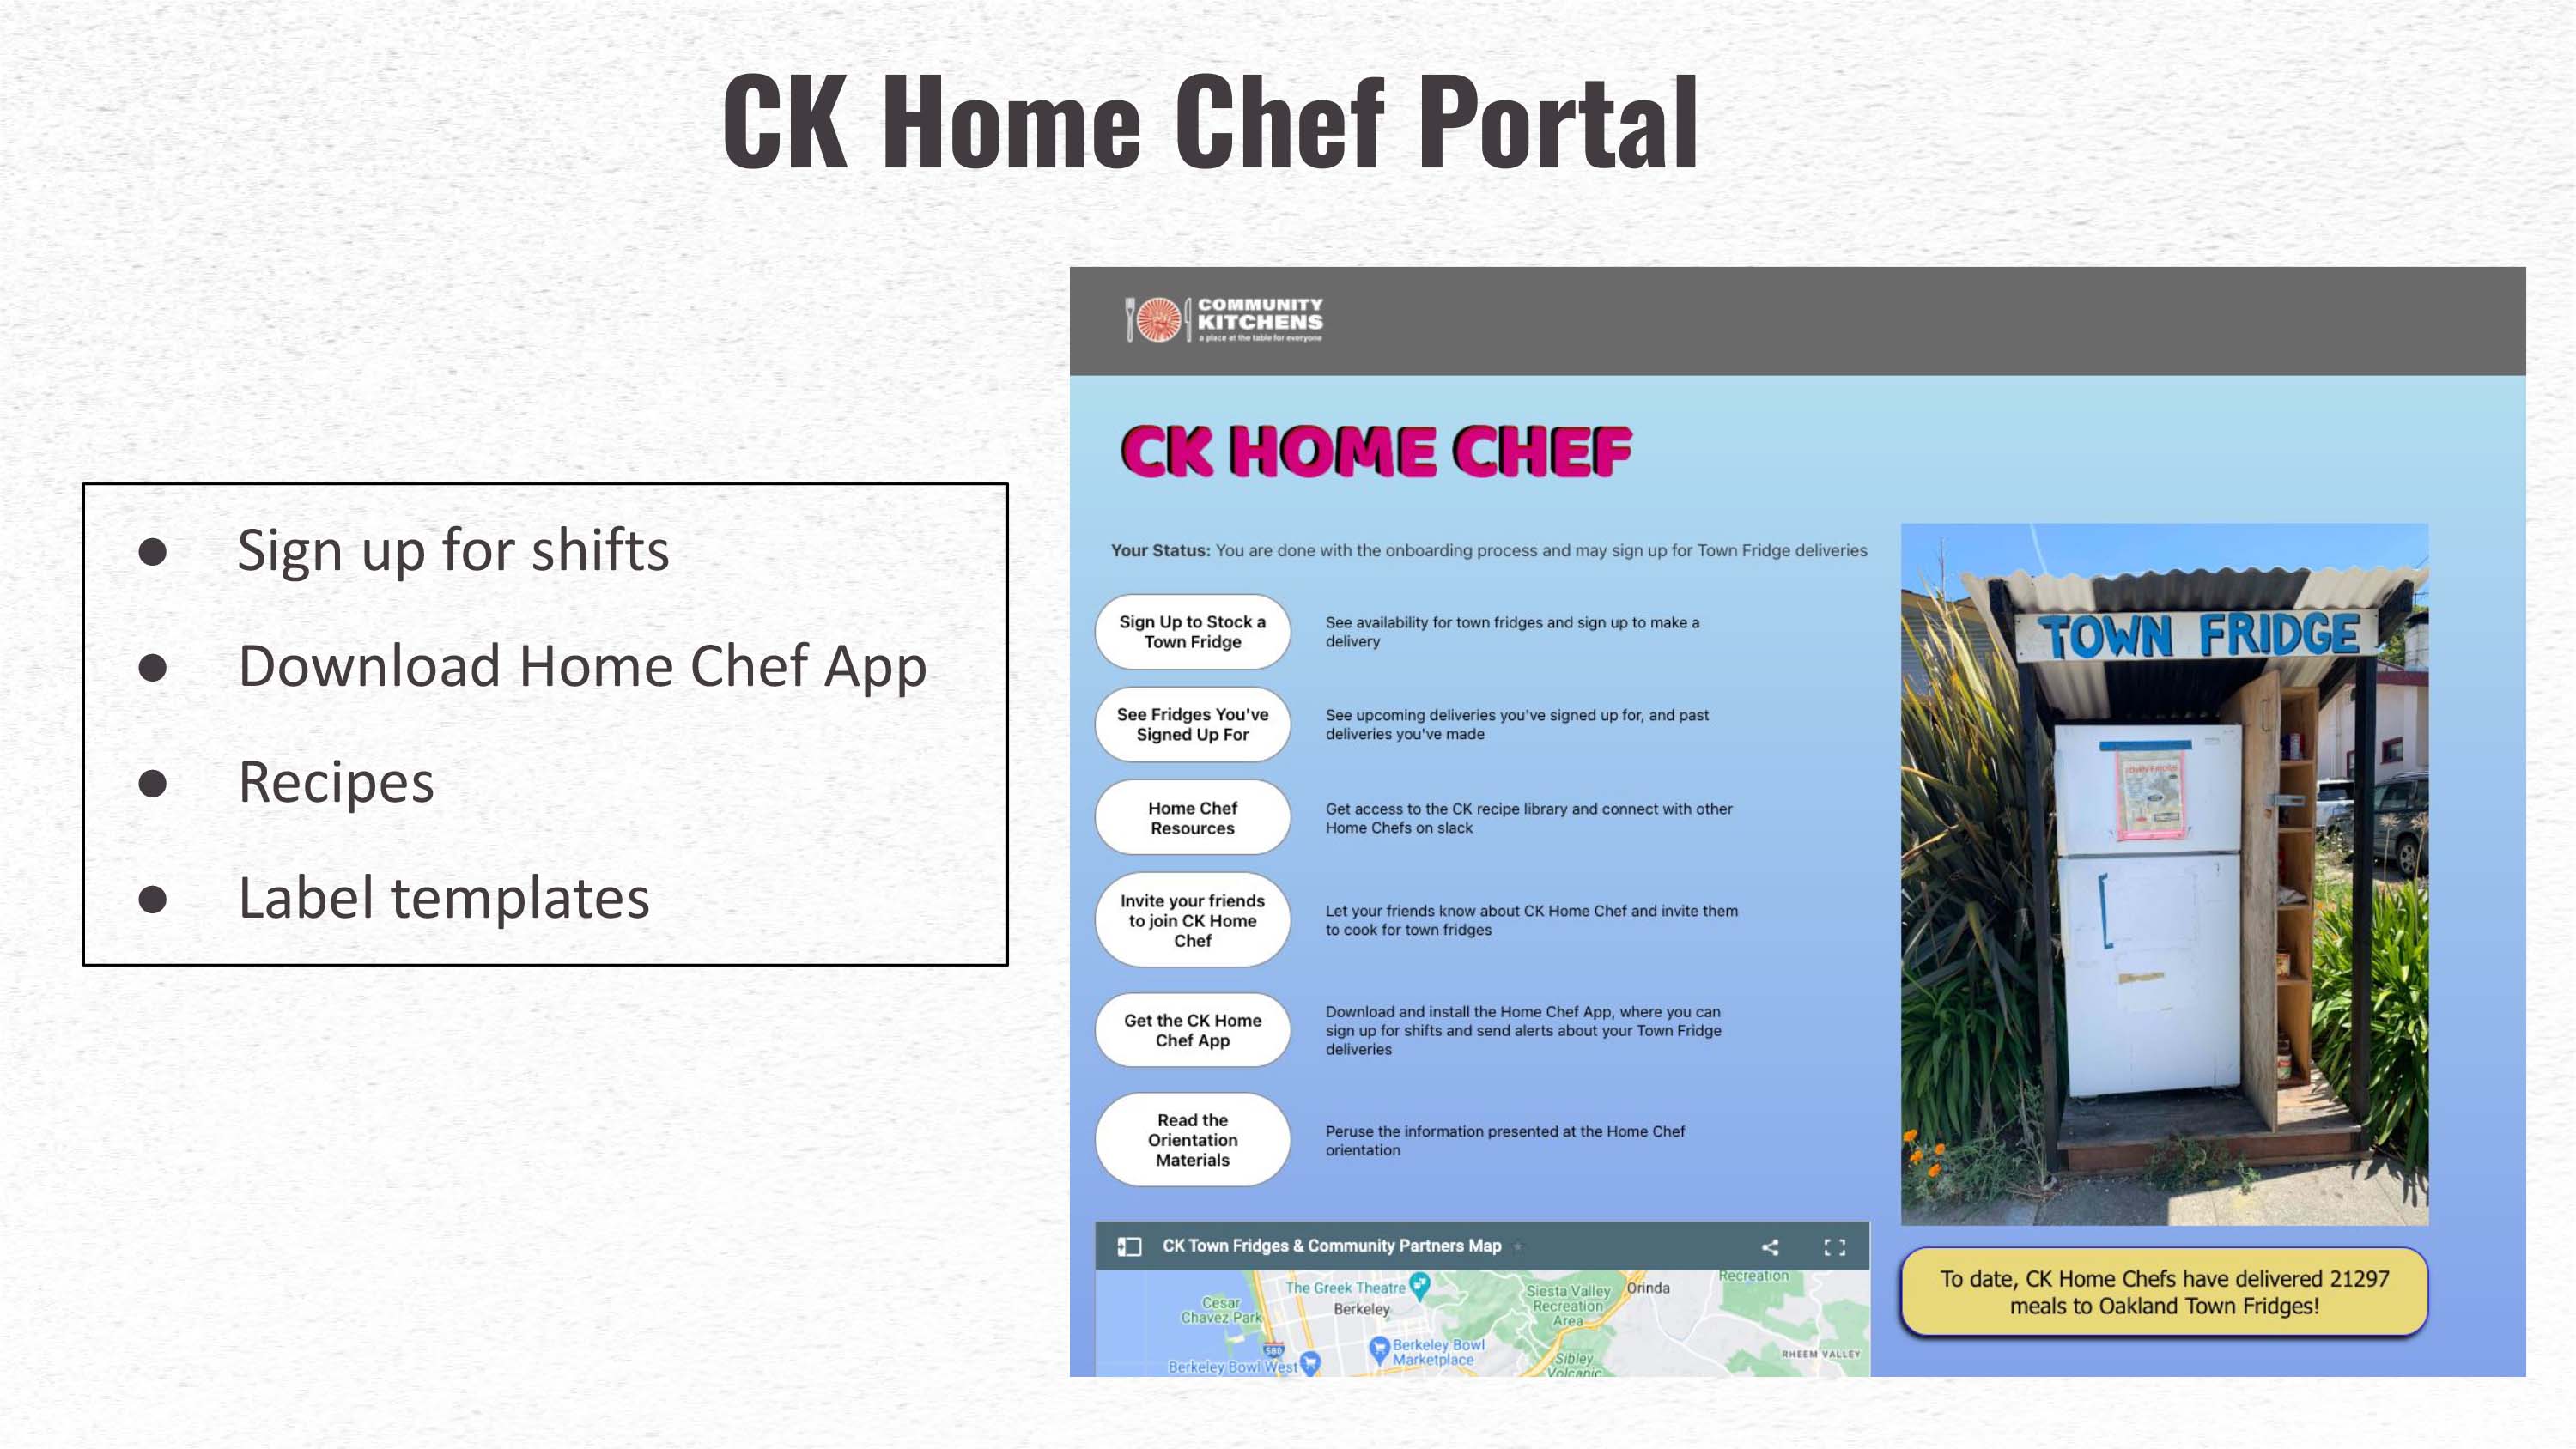 CK Home Chef Portal
● Sign up for shifts
● Download Home Chef App
● Recipes
● Label templates
COMMUNITY
KITCHENS
a place at the table for everyone
CK HOME CHEF
Your Status: You are done with the onboarding process and may sign up for Town Fridge deliveries
Sign Up to Stock a
Town Fridge
See availability for town fridges and sign up to make a
delivery
See Fridges You've
Signed Up For
See upcoming deliveries you've signed up for, and past
deliveries you've made
Home Chef
Resources
Get access to the CK recipe library and connect with other
Home Chefs on slack
Invite your friends
to join CK Home
Chef
Let your friends know about CK Home Chef and invite them
to cook for town fridges
Get the CK Home
Chef App
Download and install the Home Chef App, where you can
sign up for shifts and send alerts about your Town Fridge
deliveries
Read the
Orientation
Materials
Peruse the information presented at the Home Chef
orientation
TOWN FRIDGE
CK Town Fridges & Community Partners Map
The Greek Theatre
Berkeley
Cesar
Chavez Park
580
Berkeley Bowl West
Berkeley Bowl
Marketplace
Siesta Valley
Recreation
Area
Orinda
Recreation
Sibley
Volcanic
RHEEM VALLEY
To date, CK Home Chefs have delivered 21297
meals to Oakland Town Fridges!